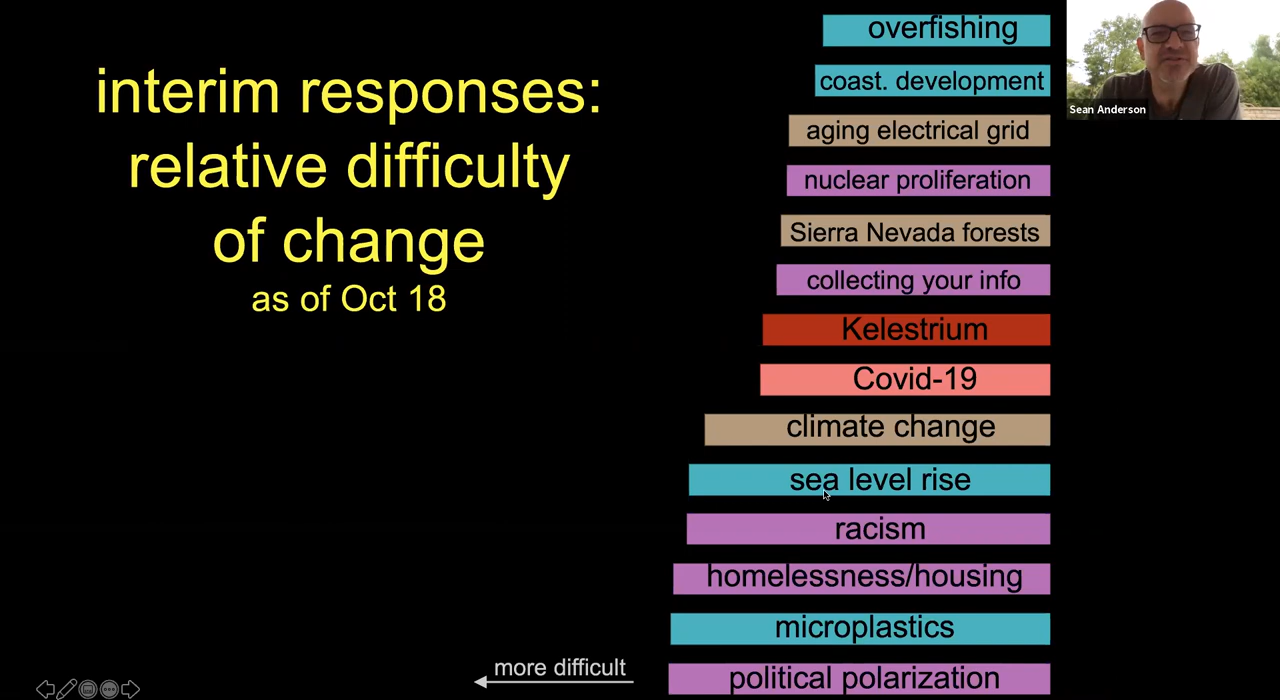 interim responses:
relative difficulty
of change
as of Oct 18
overfishing
coast. development
aging electrical grid
nuclear proliferation
Sierra Nevada forests
collecting your info
Kelestrium
Covid-19
climate change
sea level rise
racism
homelessness/housing
microplastics
political polarization
more difficult
Sean Anderson